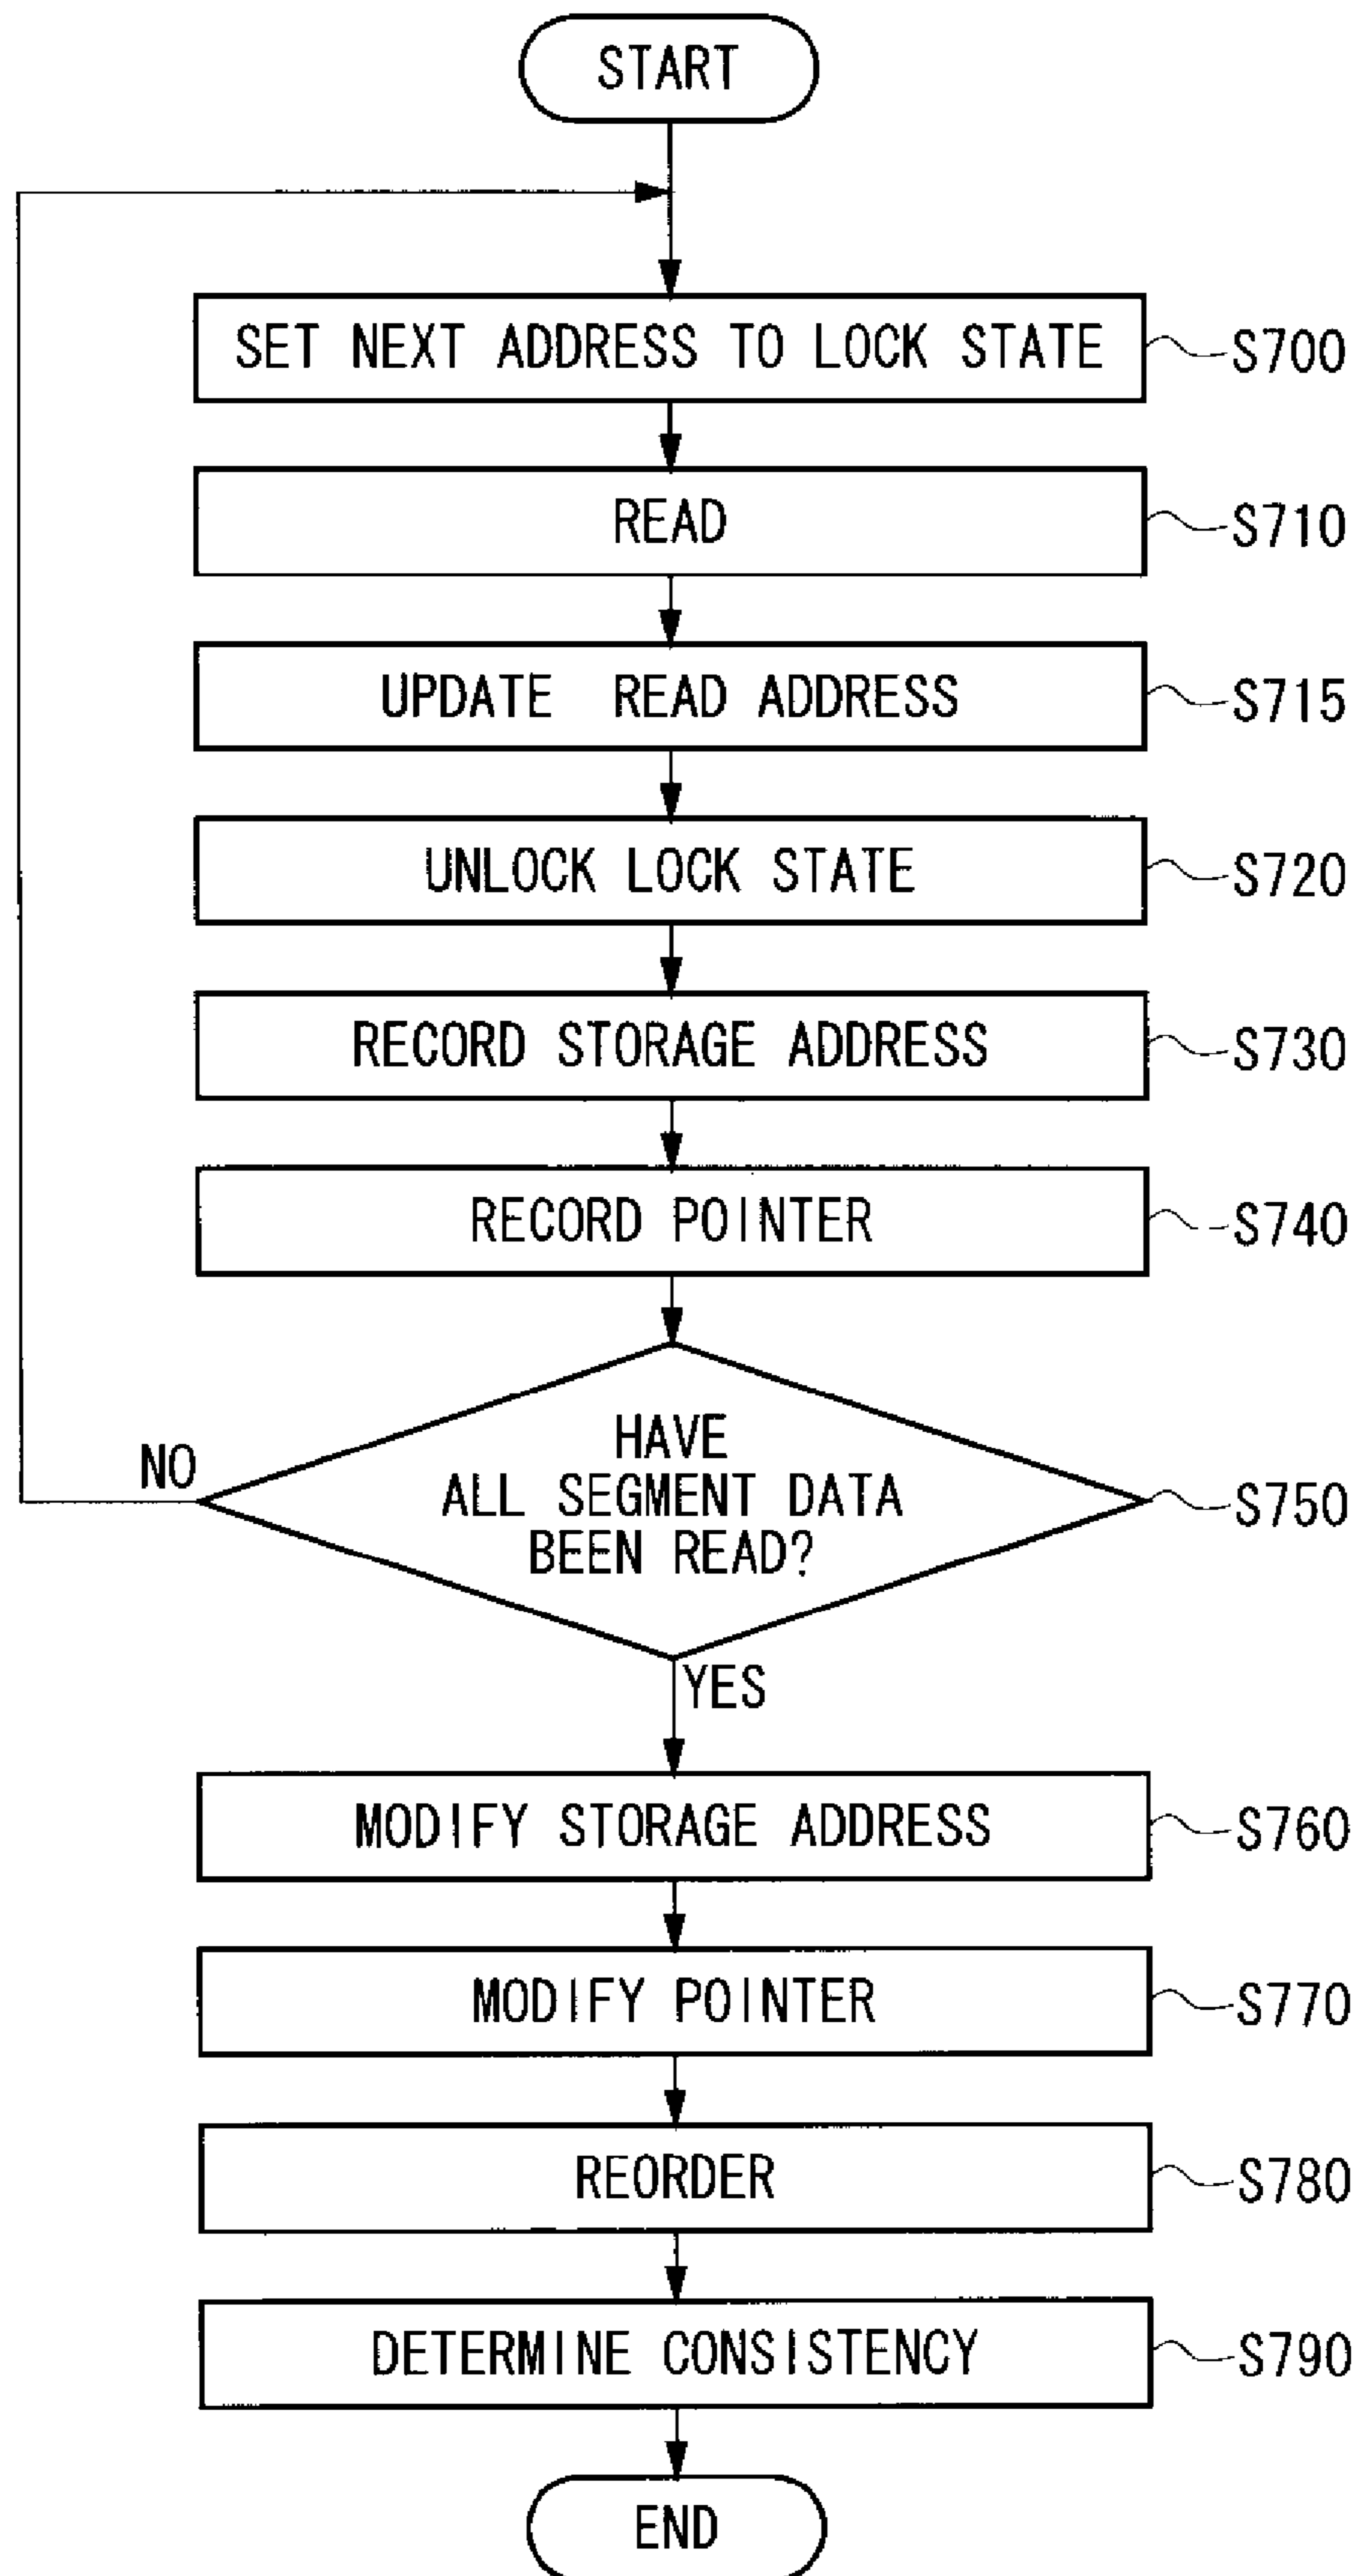 START
SET NEXT ADDRESS TO LOCK STATE S700
READ S710
UPDATE READ ADDRESS S715
UNLOCK LOCK STATE S720
RECORD STORAGE ADDRESS S730
RECORD POINTER S740
HAVE
NO
ALL SEGMENT DATA S750
BEEN READ?
YES
MODIFY STORAGE ADDRESS S760
MODIFY POINTER S770
REORDER S780
DETERMINE CONSISTENCY S790
END